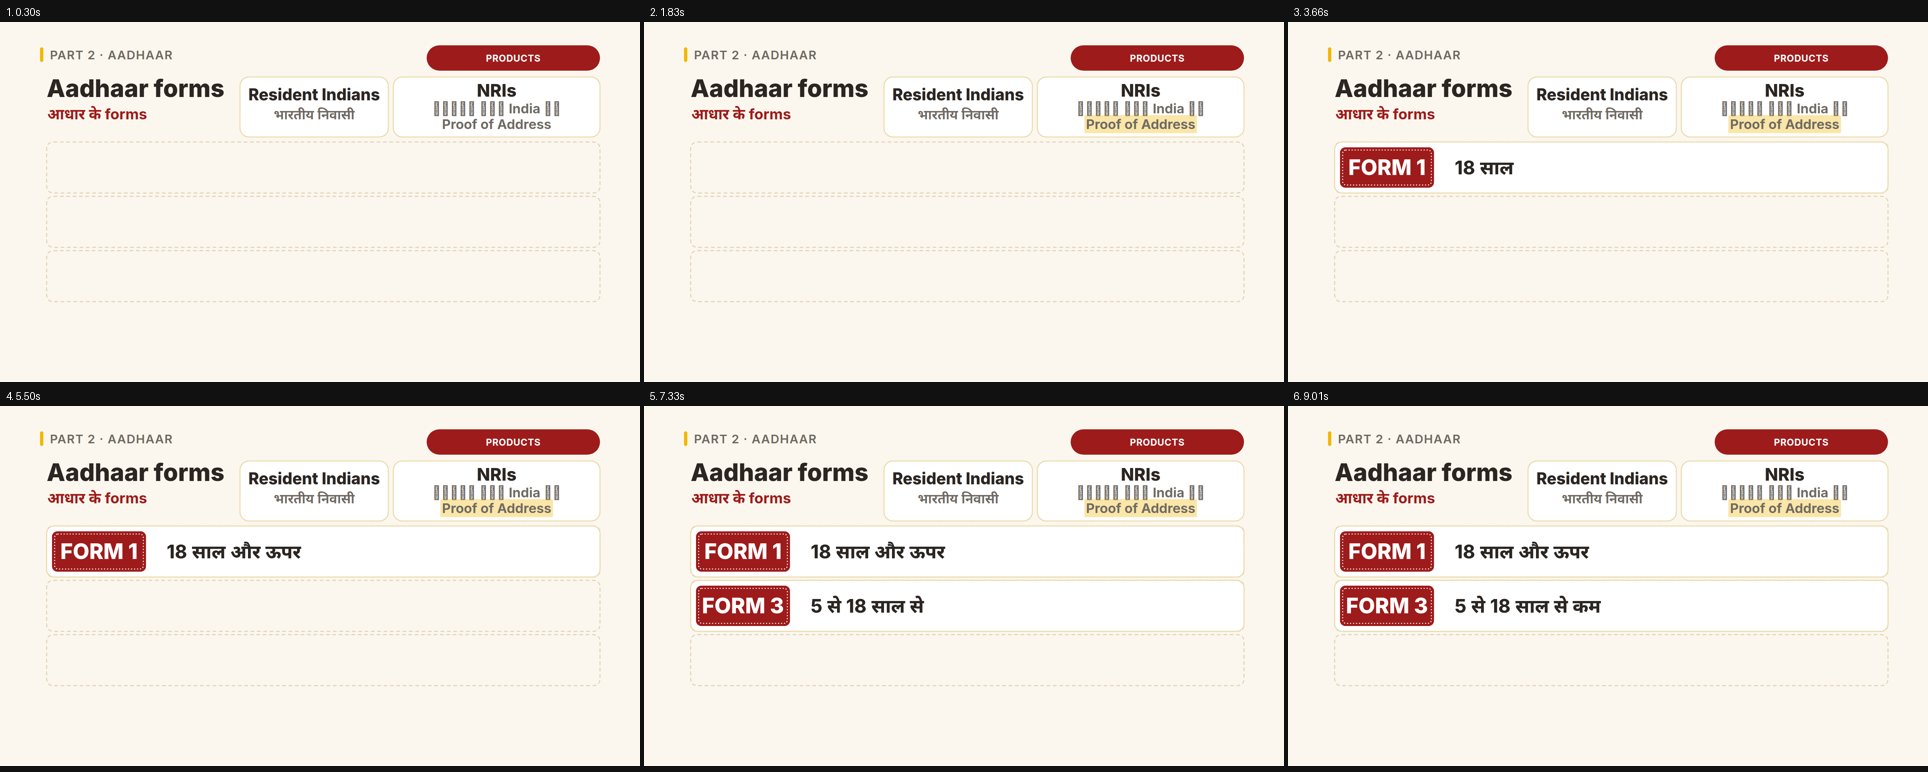 1. 0.30s
PART 2 · AADHAAR
PRODUCTS
Aadhaar forms
आधार के forms
Resident Indians
भारतीय निवासी
NRIs
India
Proof of Address
2. 1.83s
PART 2 · AADHAAR
PRODUCTS
Aadhaar forms
आधार के forms
Resident Indians
भारतीय निवासी
NRIs
India
Proof of Address
3. 3.66s
PART 2 · AADHAAR
PRODUCTS
Aadhaar forms
आधार के forms
Resident Indians
भारतीय निवासी
NRIs
India
Proof of Address
FORM 1 18 साल
4. 5.50s
PART 2 · AADHAAR
PRODUCTS
Aadhaar forms
आधार के forms
Resident Indians
भारतीय निवासी
NRIs
India
Proof of Address
FORM 1 18 साल और ऊपर
5. 7.33s
PART 2 · AADHAAR
PRODUCTS
Aadhaar forms
आधार के forms
Resident Indians
भारतीय निवासी
NRIs
India
Proof of Address
FORM 1 18 साल और ऊपर
FORM 3 5 से 18 साल से
6. 9.01s
PART 2 · AADHAAR
PRODUCTS
Aadhaar forms
आधार के forms
Resident Indians
भारतीय निवासी
NRIs
India
Proof of Address
FORM 1 18 साल और ऊपर
FORM 3 5 से 18 साल से कम